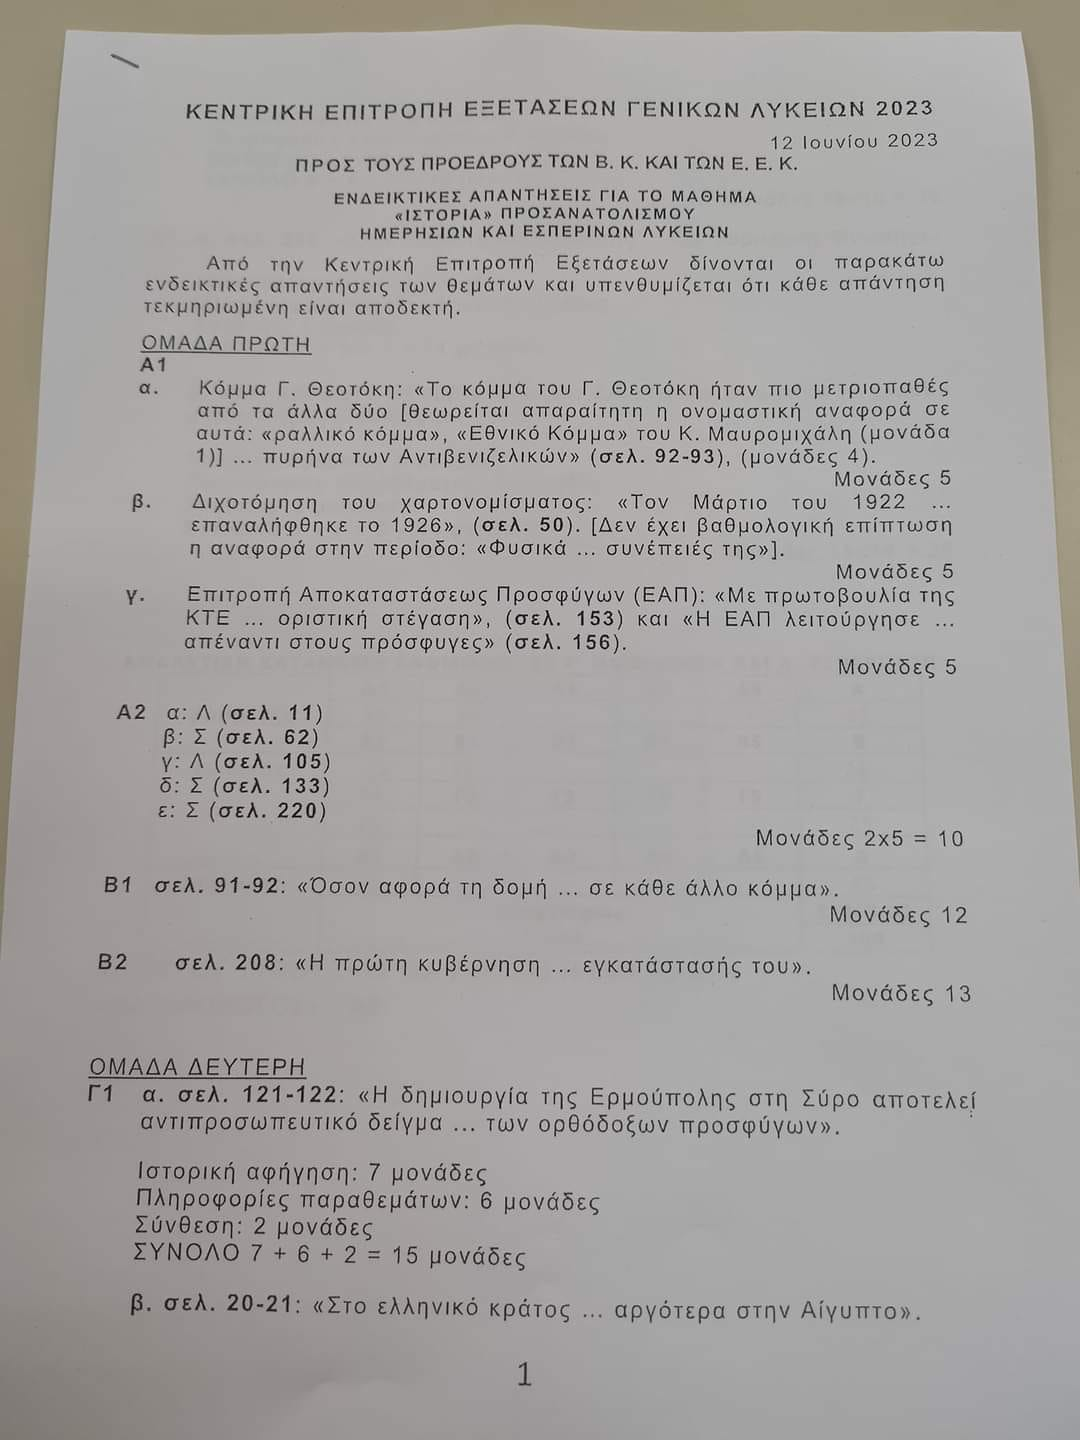 ΚΕΝΤΡΙΚΗ ΕΠΙΤΡΟΠΗ ΕΞΕΤΑΣΕΩΝ ΓΕΝΙΚΩΝ ΛΥΚΕΙΩΝ 2023
12 Ιουνίου 2023
ΠΡΟΣ ΤΟΥΣ ΠΡΟΕΔΡΟΥΣ ΤΩΝ Β. Κ. ΚΑΙ ΤΩΝ Ε. Ε. Κ.
ΕΝΔΕΙΚΤΙΚΕΣ ΑΠΑΝΤΗΣΕΙΣ ΓΙΑ ΤΟ ΜΑΘΗΜΑ
«ΙΣΤΟΡΙΑ» ΠΡΟΣΑΝΑΤΟΛΙΣΜΟΥ
ΗΜΕΡΗΣΙΩΝ ΚΑΙ ΕΣΠΕΡΙΝΩΝ ΛΥΚΕΙΩΝ
Από την Κεντρική Επιτροπή Εξετάσεων δίνονται οι παρακάτω
ενδεικτικές απαντήσεις των θεμάτων και υπενθυμίζεται ότι κάθε απάντηση
τεκμηριωμένη είναι αποδεκτή.
ΟΜΑΔΑ ΠΡΩΤΗ
Α1
α. Κόμμα Γ. Θεοτόκη: «Το κόμμα του Γ. Θεοτόκη ήταν πιο μετριοπαθές
από τα άλλα δύο [θεωρείται απαραίτητη η ονομαστική αναφορά σε
αυτά: «ραλλικό κόμμα», «Εθνικό Κόμμα» του Κ. Μαυρομιχάλη (μονάδα
1)] ... πυρήνα των Αντιβενιζελικών» (σελ. 92-93), (μονάδες 4).
Μονάδες 5
β. Διχοτόμηση του χαρτονομίσματος: «Τον Μάρτιο του 1922 ...
επαναλήφθηκε το 1926», (σελ. 50). [Δεν έχει βαθμολογική επίπτωση
η αναφορά στην περίοδο: «Φυσικά ... συνέπειές της»].
Μονάδες 5
γ. Επιτροπή Αποκαταστάσεως Προσφύγων (ΕΑΠ): «Με πρωτοβουλία της
ΚΤΕ ... οριστική στέγαση», (σελ. 153) και «Η ΕΑΠ λειτούργησε ...
απέναντι στους πρόσφυγες» (σελ. 156).
Μονάδες 5
Α2 α: Λ (σελ. 11)
β: Σ (σελ. 62)
γ: Λ (σελ. 105)
δ: Σ (σελ. 133)
ε: Σ (σελ. 220)
Μονάδες 2x5 = 10
Β1 σελ. 91-92: «Όσον αφορά τη δομή ... σε κάθε άλλο κόμμα».
Μονάδες 12
Β2 σελ. 208: «Η πρώτη κυβέρνηση ... εγκατάστασής του».
Μονάδες 13
ΟΜΑΔΑ ΔΕΥΤΕΡΗ
Γ1 α. σελ. 121-122: «Η δημιουργία της Ερμούπολης στη Σύρο αποτελεί
αντιπροσωπευτικό δείγμα ... των ορθόδοξων προσφύγων».
Ιστορική αφήγηση: 7 μονάδες
Πληροφορίες παραθεμάτων: 6 μονάδες
Σύνθεση: 2 μονάδες
ΣΥΝΟΛΟ 7 + 6 + 2 = 15 μονάδες
β. σελ. 20-21: «Στο ελληνικό κράτος ... αργότερα στην Αίγυπτο».
1